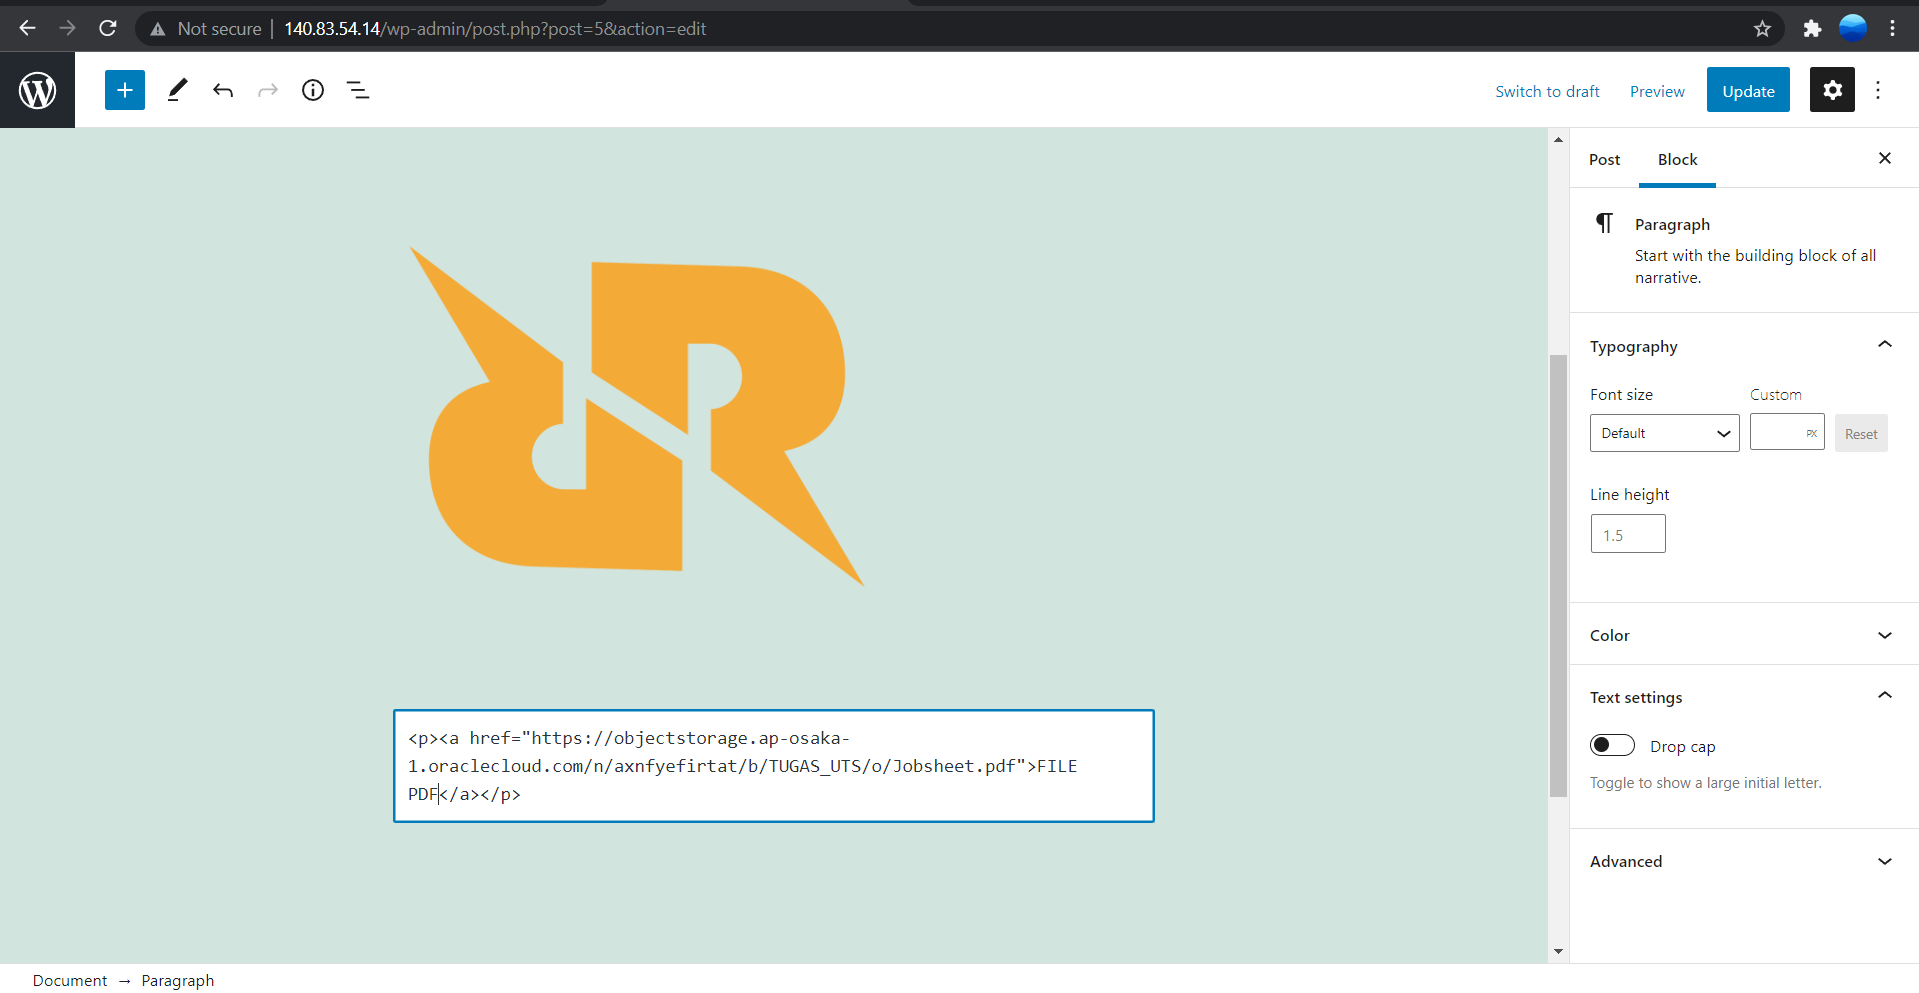 Not secure | 140.83.54.14/wp-admin/post.php?post=5&action=edit
Switch to draft
Preview
Update
Post
Block
Paragraph
Start with the building block of all
narrative.
Typography
Font size
Custom
Default
PX
Reset
Line height
1.5
Color
Text settings
Drop cap
Toggle to show a large initial letter.
Advanced
<p><a href="https://objectstorage.ap-osaka-
1.oraclecloud.com/n/axnfyefirtat/b/TUGAS_UTS/o/Jobsheet.pdf">FILE
PDF</a></p>
Document → Paragraph